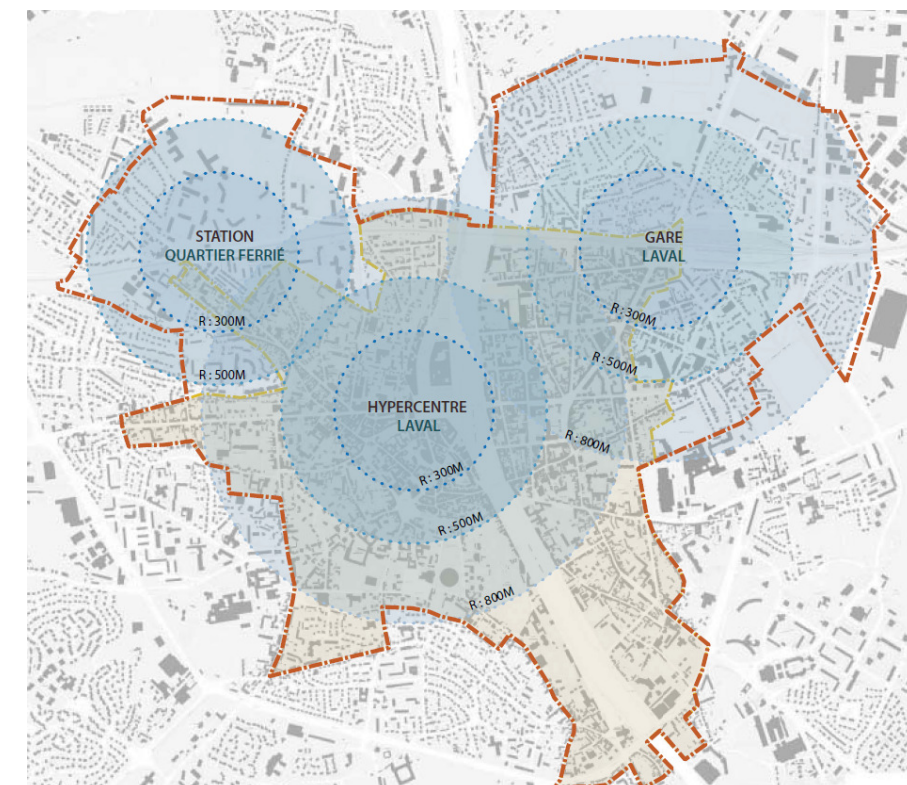 STATION
QUARTIER FERRIÉ
R : 300M
R : 500M
GARE
LAVAL
R : 300M
R : 500M
R : 800M
HYPERCENTRE
LAVAL
R : 300M
R : 500M
R : 800M